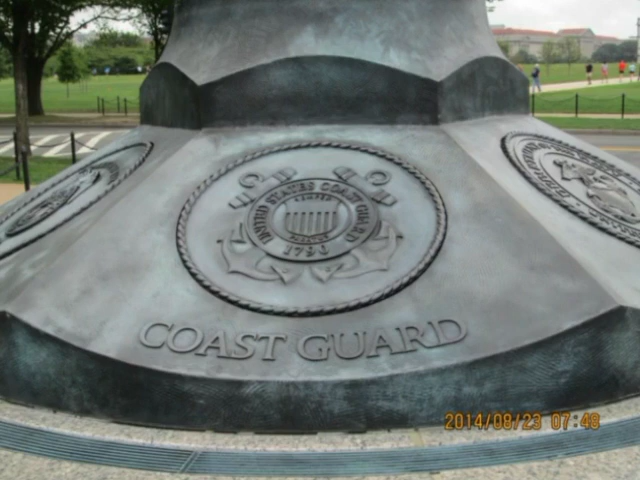 UNITED STATES COAST GUARD
1790
COAST GUARD
2014/08/23 07:48